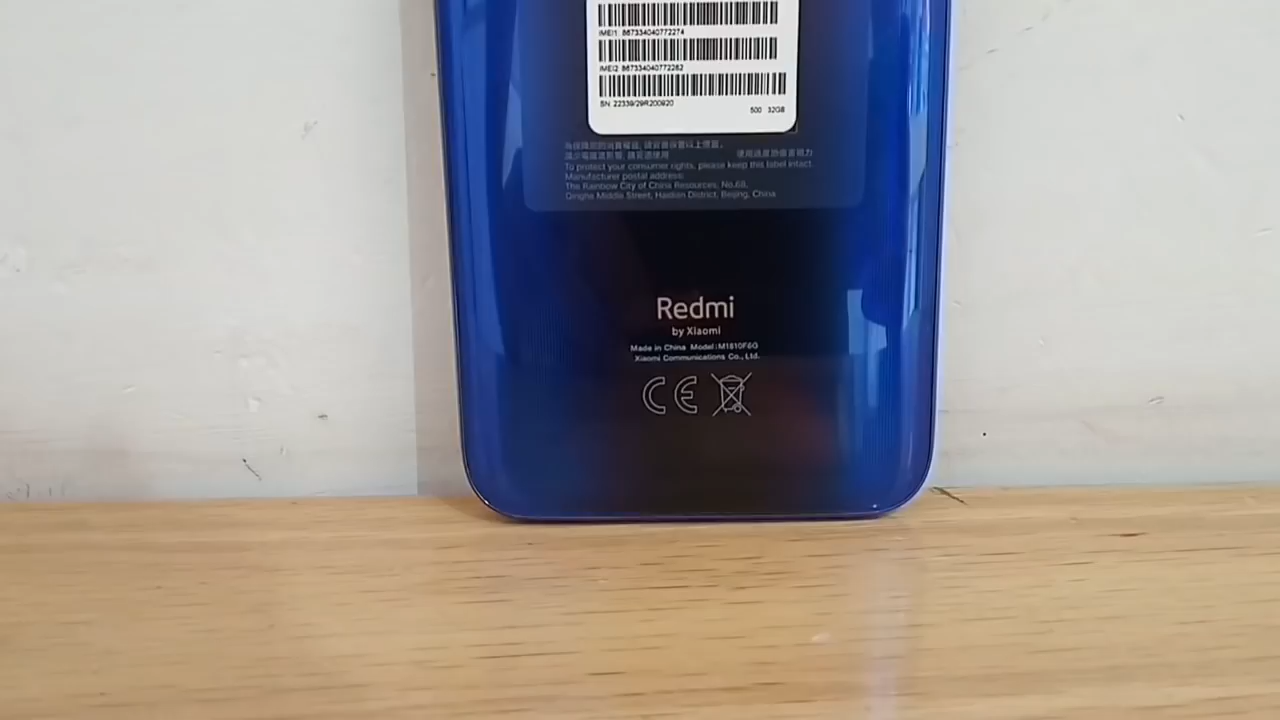 IMEI1: 867334040772274
IMEI2: 867334040772282
SN: 22339/29R200920
500 32GB
To protect your consumer rights, please keep this label intact.
Manufacturer postal address:
The Rainbow City of China Resources, No.68,
Qinghe Middle Street, Haidian District, Beijing, China
Redmi
by Xiaomi
Made in China Model:M1810F6G
Xiaomi Communications Co., Ltd.
CE